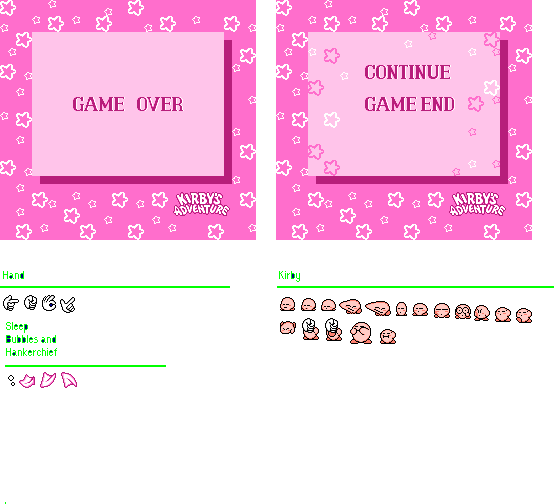 GAME OVER
KIRBY'S
ADVENTURE
CONTINUE
GAME END
KIRBY'S
ADVENTURE
Hand
Sleep
Bubbles and
Hankerchief
Kirby